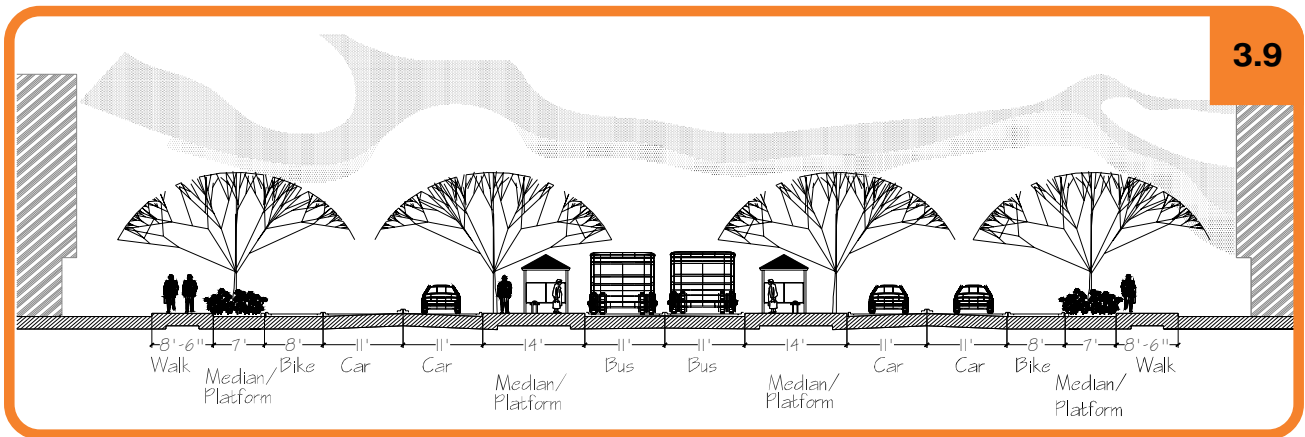 3.9
8'-6" 7' 8' 11' 11' 14' 11' 11' 14' 11' 11' 8' 7' 8'-6"
Walk
Median/
Platform
Bike
Car
Car
Median/
Platform
Bus
Bus
Median/
Platform
Car
Car
Bike
Median/
Platform
Walk